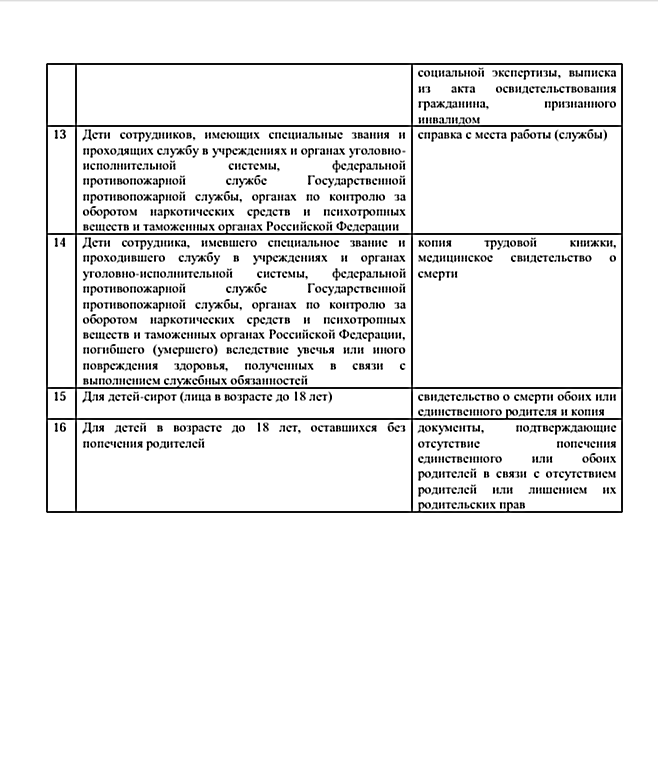 социальной экспертизы, выписка
из акта освидетельствования
гражданина, признанного
инвалидом
13
Дети сотрудников, имеющих специальные звания и
проходящих службу в учреждениях и органах уголовно-
исполнительной системы, федеральной
противопожарной службе Государственной
противопожарной службы, органах по контролю за
оборотом наркотических средств и психотропных
веществ и таможенных органах Российской Федерации
справка с места работы (службы)
14
Дети сотрудника, имевшего специальное звание и
проходившего службу в учреждениях и органах
уголовно-исполнительной системы, федеральной
противопожарной службе Государственной
противопожарной службы, органах по контролю за
оборотом наркотических средств и психотропных
веществ и таможенных органах Российской Федерации,
погибшего (умершего) вследствие увечья или иного
повреждения здоровья, полученных в связи с
выполнением служебных обязанностей
копия трудовой книжки,
медицинское свидетельство о
смерти
15
Для детей-сирот (лица в возрасте до 18 лет)
свидетельство о смерти обоих или
единственного родителя и копия
16
Для детей в возрасте до 18 лет, оставшихся без
попечения родителей
документы, подтверждающие
отсутствие попечения
единственного или обоих
родителей в связи с отсутствием
родителей или лишением их
родительских прав